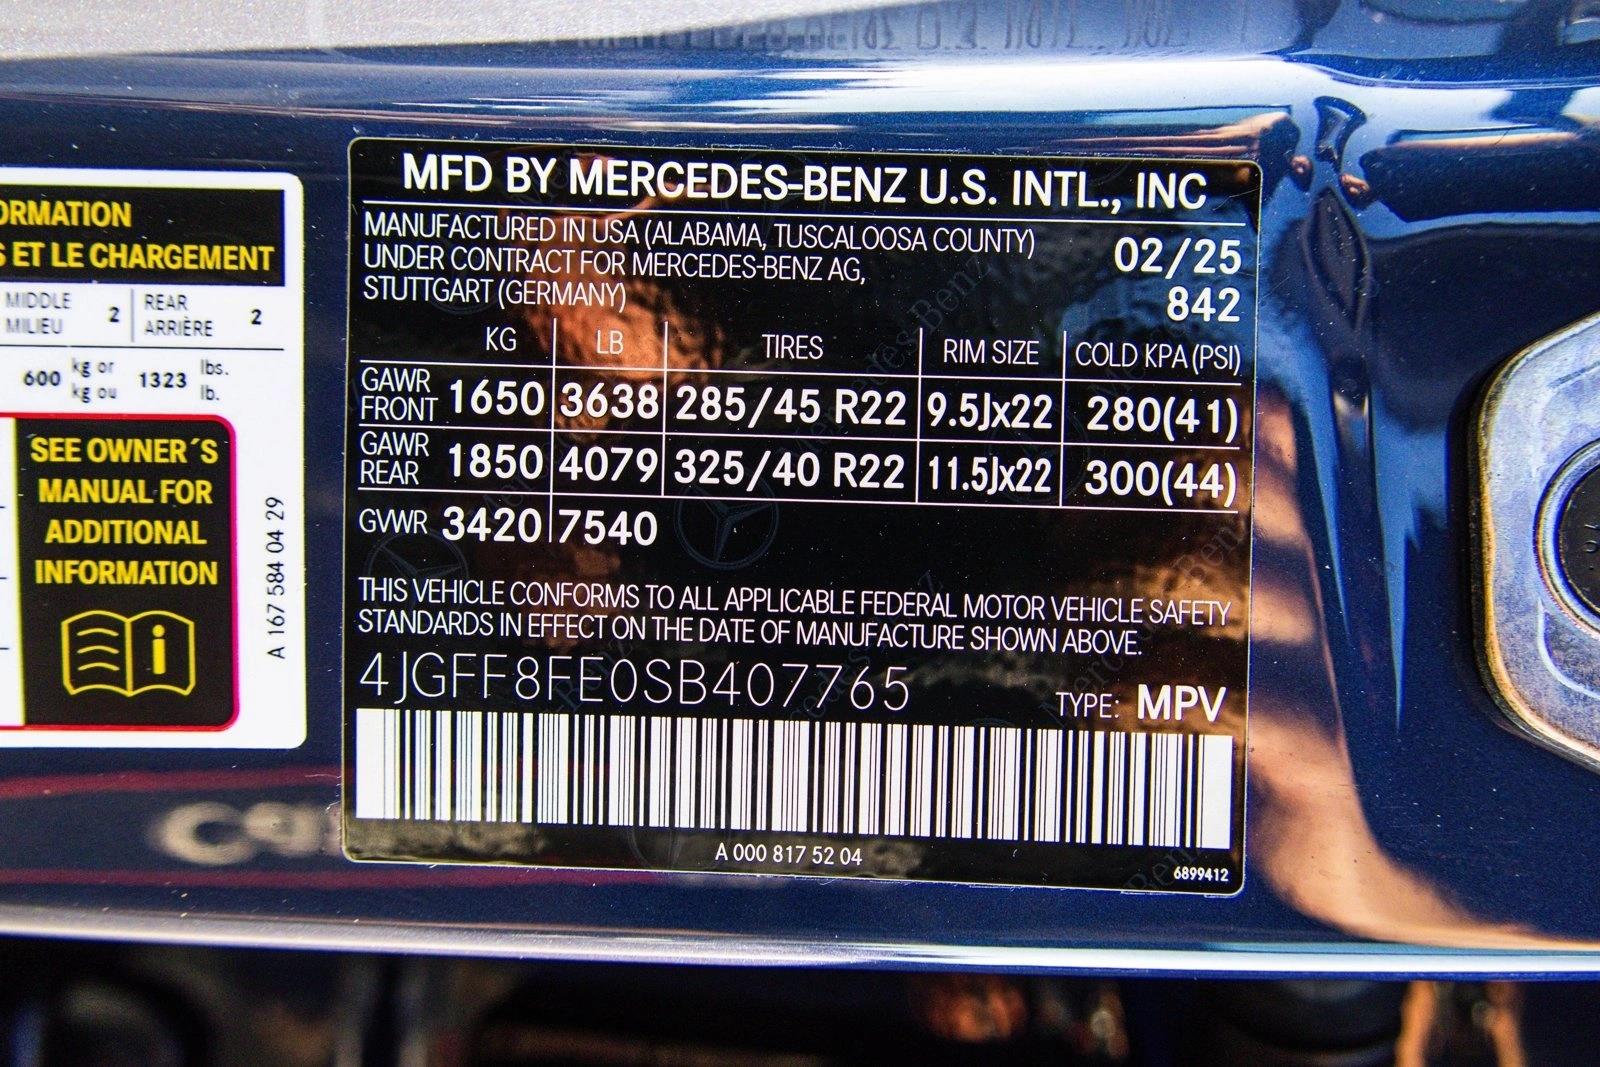 ORMATION
S ET LE CHARGEMENT
MIDDLE 2 REAR 2
MILIEU ARRIÈRE
600 kg or 1323 lbs.
kg ou lb.
SEE OWNER´S
MANUAL FOR
ADDITIONAL
INFORMATION
i
A 167 584 04 29
MFD BY MERCEDES-BENZ U.S. INTL., INC
MANUFACTURED IN USA (ALABAMA, TUSCALOOSA COUNTY)
UNDER CONTRACT FOR MERCEDES-BENZ AG,
STUTTGART (GERMANY)
02/25
842
KG LB TIRES RIM SIZE COLD KPA (PSI)
GAWR FRONT 1650 3638 285/45 R22 9.5Jx22 280(41)
GAWR REAR 1850 4079 325/40 R22 11.5Jx22 300(44)
GVWR 3420 7540
THIS VEHICLE CONFORMS TO ALL APPLICABLE FEDERAL MOTOR VEHICLE SAFETY
STANDARDS IN EFFECT ON THE DATE OF MANUFACTURE SHOWN ABOVE.
4JGFF8FE0SB407765
TYPE: MPV
A 000 817 52 04
6899412